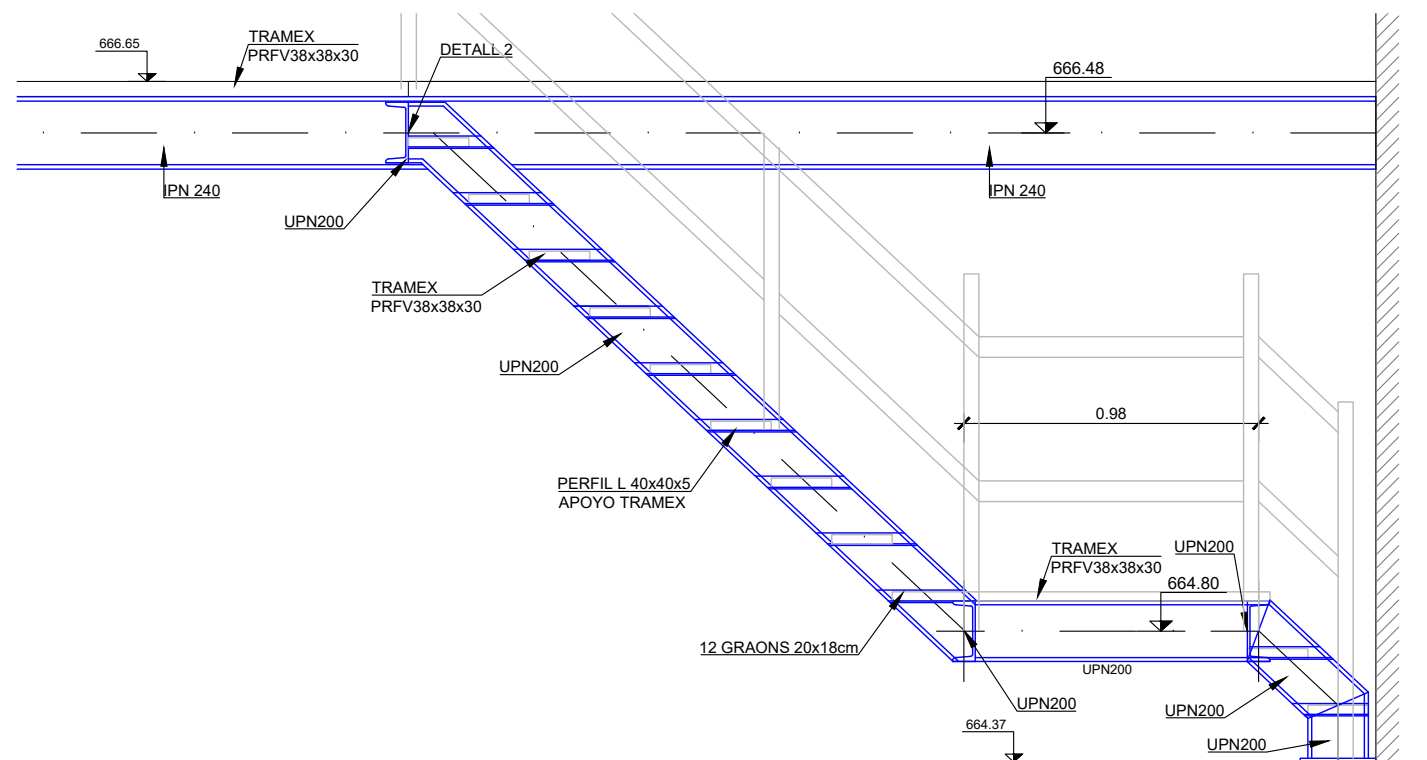 666.65
TRAMEX
PRFV38x38x30
DETALL 2
666.48
IPN 240
IPN 240
UPN200
TRAMEX
PRFV38x38x30
UPN200
0.98
PERFIL L 40x40x5
APOYO TRAMEX
TRAMEX
PRFV38x38x30
UPN200
664.80
12 GRAONS 20x18cm
UPN200
UPN200
UPN200
664.37
UPN200